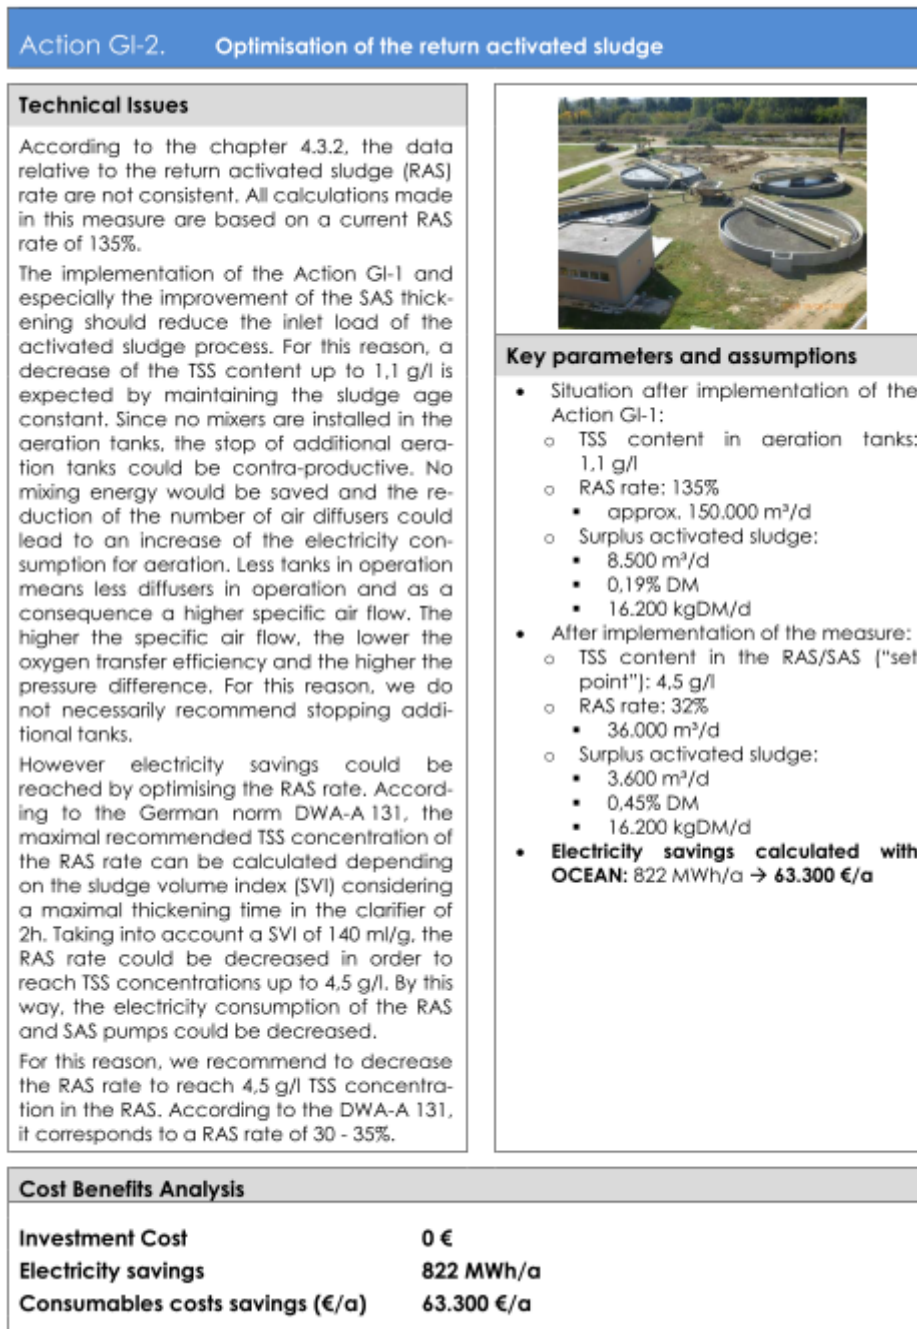 Action GI-2. Optimisation of the return activated sludge
Technical Issues
According to the chapter 4.3.2, the data
relative to the return activated sludge (RAS)
rate are not consistent. All calculations made
in this measure are based on a current RAS
rate of 135%.
The implementation of the Action GI-1 and
especially the improvement of the SAS thick-
ening should reduce the inlet load of the
activated sludge process. For this reason, a
decrease of the TSS content up to 1,1 g/l is
expected by maintaining the sludge age
constant. Since no mixers are installed in the
aeration tanks, the stop of additional aera-
tion tanks could be contra-productive. No
mixing energy would be saved and the re-
duction of the number of air diffusers could
lead to an increase of the electricity con-
sumption for aeration. Less tanks in operation
means less diffusers in operation and as a
consequence a higher specific air flow. The
higher the specific air flow, the lower the
oxygen transfer efficiency and the higher the
pressure difference. For this reason, we do
not necessarily recommend stopping addi-
tional tanks.
However electricity savings could be
reached by optimising the RAS rate. Accord-
ing to the German norm DWA-A 131, the
maximal recommended TSS concentration of
the RAS rate can be calculated depending
on the sludge volume index (SVI) considering
a maximal thickening time in the clarifier of
2h. Taking into account a SVI of 140 ml/g, the
RAS rate could be decreased in order to
reach TSS concentrations up to 4,5 g/l. By this
way, the electricity consumption of the RAS
and SAS pumps could be decreased.
For this reason, we recommend to decrease
the RAS rate to reach 4,5 g/l TSS concentra-
tion in the RAS. According to the DWA-A 131,
it corresponds to a RAS rate of 30 - 35%.
Key parameters and assumptions
• Situation after implementation of the
Action GI-1:
o TSS content in aeration tanks:
1,1 g/l
o RAS rate: 135%
▪ approx. 150.000 m³/d
o Surplus activated sludge:
▪ 8.500 m³/d
▪ 0,19% DM
▪ 16.200 kgDM/d
• After implementation of the measure:
o TSS content in the RAS/SAS ("set
point"): 4,5 g/l
o RAS rate: 32%
▪ 36.000 m³/d
o Surplus activated sludge:
▪ 3.600 m³/d
▪ 0,45% DM
▪ 16.200 kgDM/d
• Electricity savings calculated with
OCEAN: 822 MWh/a → 63.300 €/a
Cost Benefits Analysis
Investment Cost 0 €
Electricity savings 822 MWh/a
Consumables costs savings (€/a) 63.300 €/a